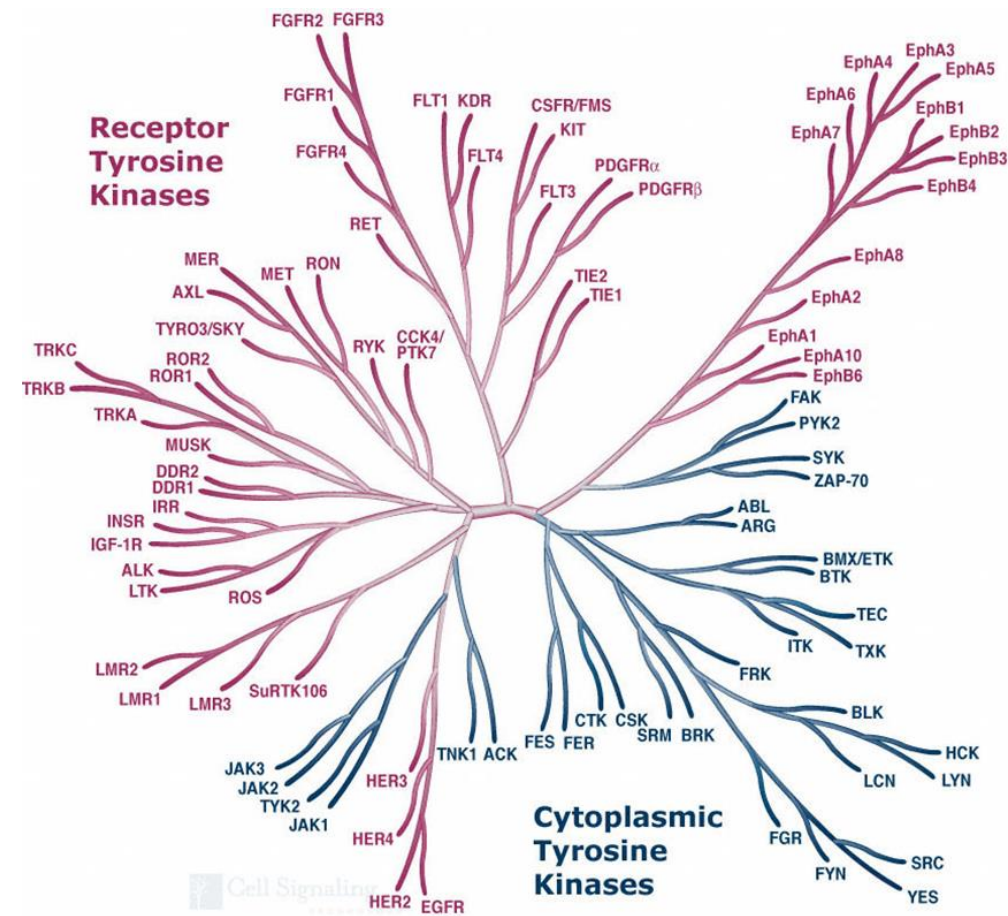 FGFR2 FGFR3
FGFR1
FGFR4
RET
Receptor
Tyrosine
Kinases
FLT1 KDR
FLT4
CSFR/FMS
KIT
FLT3
PDGFRα
PDGFRβ
TIE2
TIE1
EphA3
EphA4
EphA5
EphA6
EphB1
EphA7
EphB2
EphB3
EphB4
EphA8
EphA2
EphA1
EphA10
EphB6
MER
MET
RON
AXL
TYRO3/SKY
RYK
CCK4/
PTK7
TRKC
ROR2
ROR1
TRKB
TRKA
MUSK
DDR2
DDR1
IRR
INSR
IGF-1R
ALK
LTK
ROS
LMR2
LMR1
LMR3
SuRTK106
FAK
PYK2
SYK
ZAP-70
ABL
ARG
BMX/ETK
BTK
TEC
ITK
TXK
FRK
BLK
HCK
LCN
LYN
JAK3
JAK2
TYK2
JAK1
TNK1 ACK
FES FER
CTK CSK
SRM BRK
HER3
HER4
HER2 EGFR
FGR
FYN
SRC
YES
Cytoplasmic
Tyrosine
Kinases
Cell Signaling